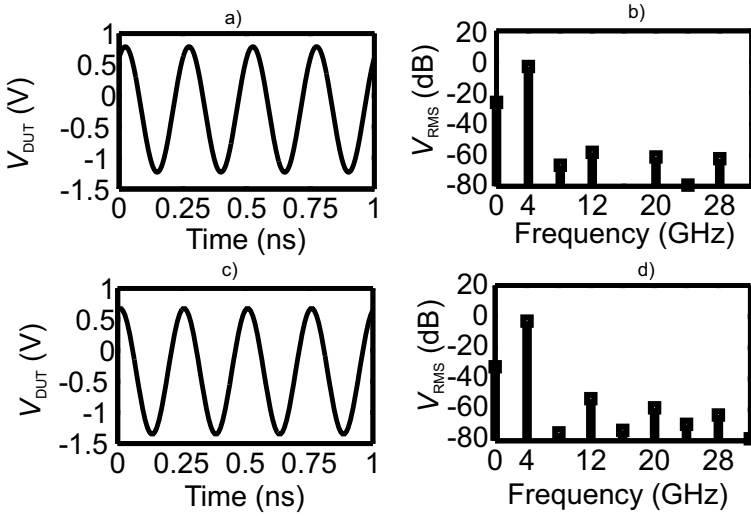 a)
1
0.5
0
-0.5
-1
-1.5
V_DUT (V)
0 0.25 0.5 0.75 1
Time (ns)
b)
20
0
-20
-40
-60
-80
V_RMS (dB)
0 4 12 20 28
Frequency (GHz)
c)
1
0.5
0
-0.5
-1
-1.5
V_DUT (V)
0 0.25 0.5 0.75 1
Time (ns)
d)
20
0
-20
-40
-60
-80
V_RMS (dB)
0 4 12 20 28
Frequency (GHz)